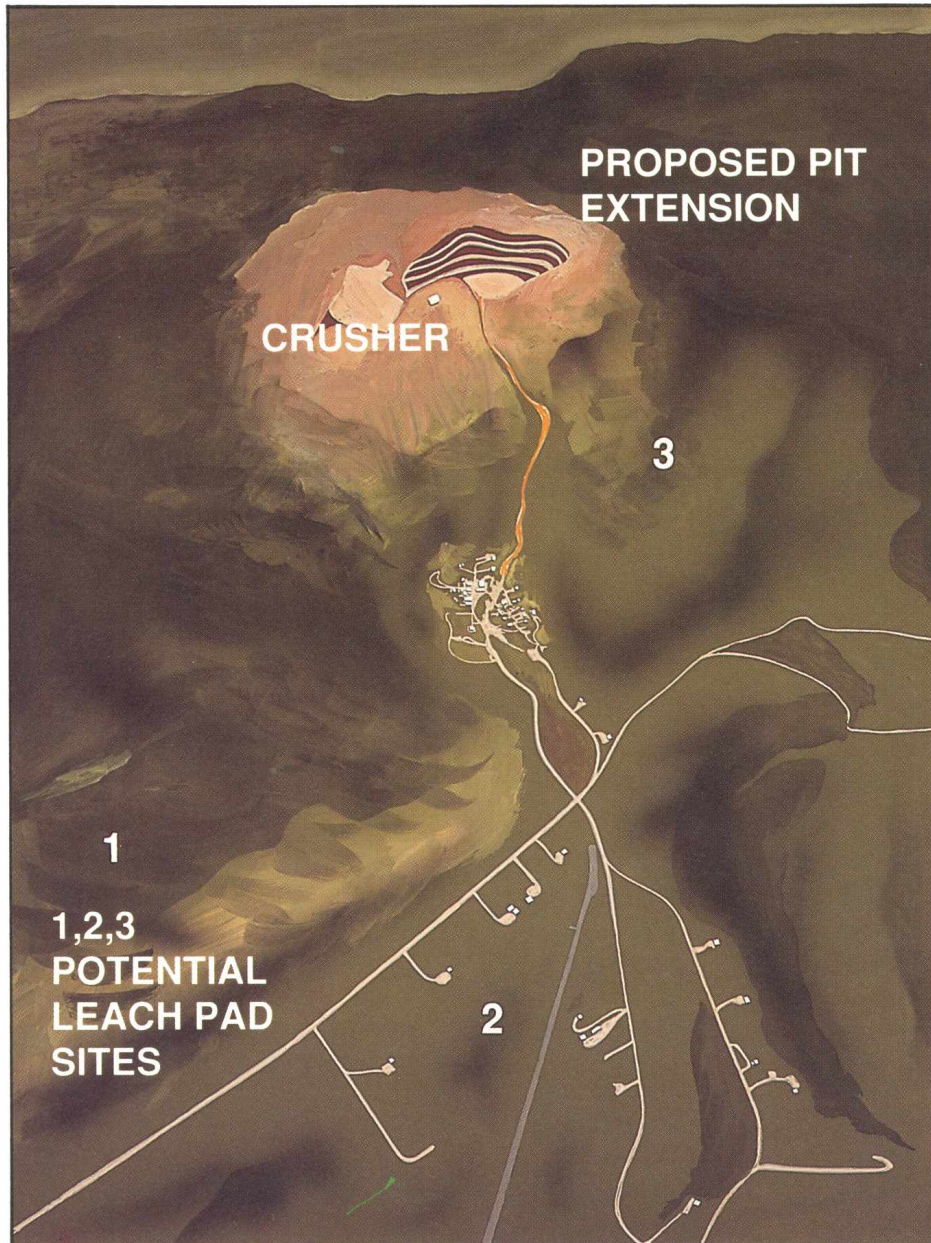 PROPOSED PIT
EXTENSION
CRUSHER
3
1
1,2,3
POTENTIAL
LEACH PAD
SITES
2